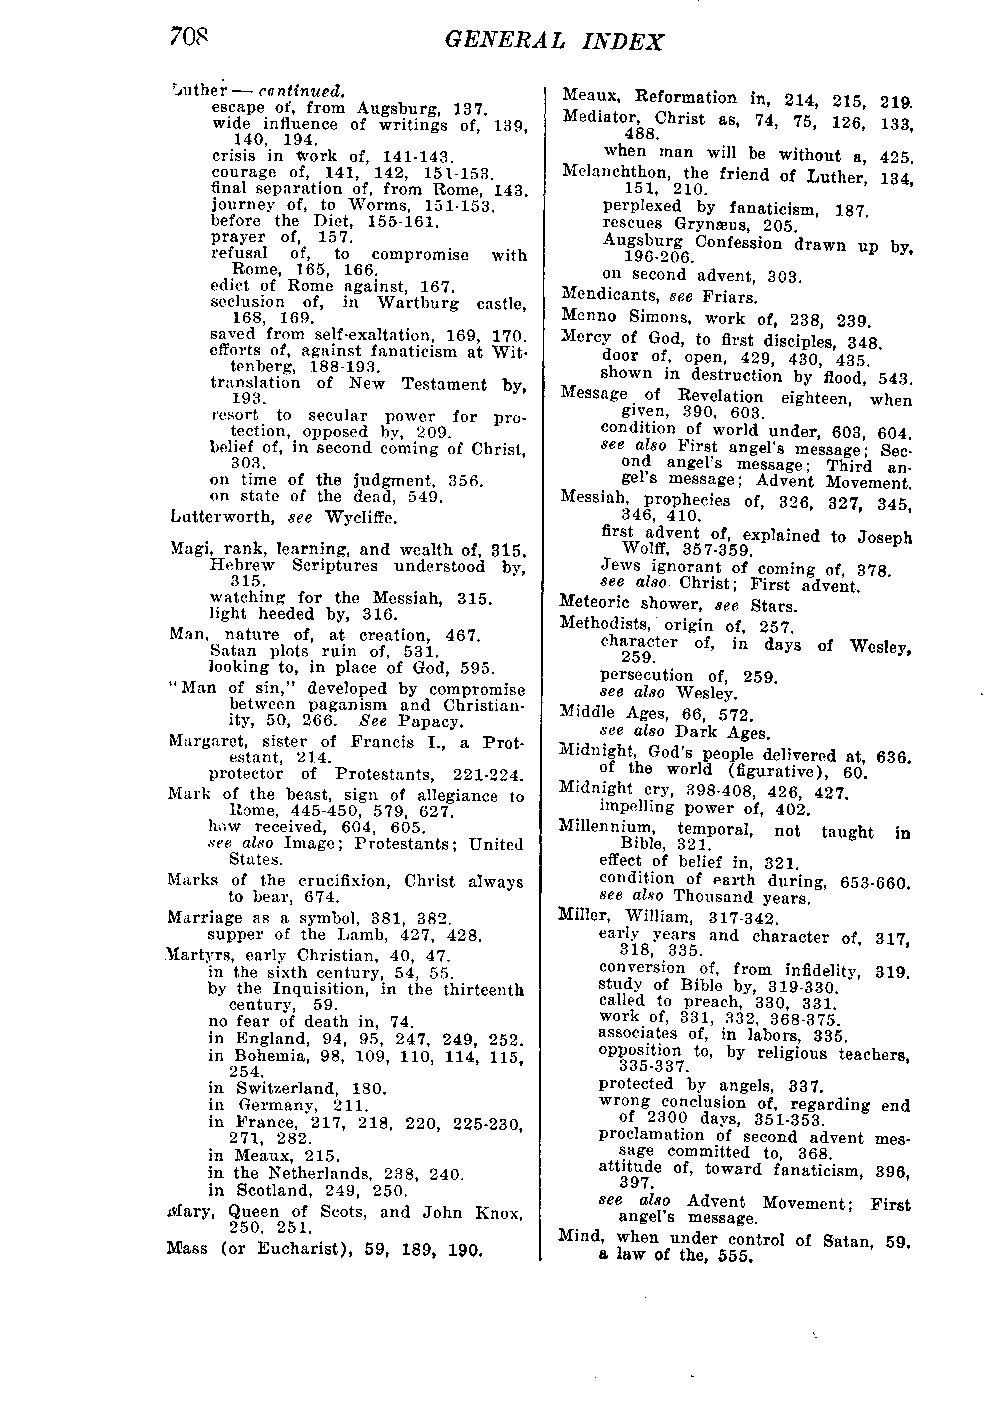 708
GENERAL INDEX
Luther — continued.
escape of, from Augsburg, 137.
wide influence of writings of, 139,
140, 194.
crisis in work of, 141-143.
courage of, 141, 142, 151-153.
final separation of, from Rome, 143.
journey of, to Worms, 151-153.
before the Diet, 155-161.
prayer of, 157.
refusal of, to compromise with
Rome, 165, 166.
edict of Rome against, 167.
seclusion of, in Wartburg castle,
168, 169.
saved from self-exaltation, 169, 170.
efforts of, against fanaticism at Wit-
tenberg, 188-193.
translation of New Testament by,
193.
resort to secular power for pro-
tection, opposed by, 209.
belief of, in second coming of Christ,
303.
on time of the judgment, 356.
on state of the dead, 549.
Lutterworth, see Wycliffe.
Magi, rank, learning, and wealth of, 315.
Hebrew Scriptures understood by,
315.
watching for the Messiah, 315.
light heeded by, 316.
Man, nature of, at creation, 467.
Satan plots ruin of, 531.
looking to, in place of God, 595.
"Man of sin," developed by compromise
between paganism and Christian-
ity, 50, 266. See Papacy.
Margaret, sister of Francis I., a Prot-
estant, 214.
protector of Protestants, 221-224.
Mark of the beast, sign of allegiance to
Rome, 445-450, 579, 627.
how received, 604, 605.
see also Image; Protestants; United
States.
Marks of the crucifixion, Christ always
to bear, 674.
Marriage as a symbol, 381, 382.
supper of the Lamb, 427, 428.
Martyrs, early Christian, 40, 47.
in the sixth century, 54, 55.
by the Inquisition, in the thirteenth
century, 59.
no fear of death in, 74.
in England, 94, 95, 247, 249, 252.
in Bohemia, 98, 109, 110, 114, 115,
254.
in Switzerland, 180.
in Germany, 211.
in France, 217, 218, 220, 225-230,
271, 282.
in Meaux, 215.
in the Netherlands, 238, 240.
in Scotland, 249, 250.
Mary, Queen of Scots, and John Knox,
250, 251.
Mass (or Eucharist), 59, 189, 190.
Meaux, Reformation in, 214, 215, 219.
Mediator, Christ as, 74, 75, 126, 133,
488.
when man will be without a, 425.
Melanchthon, the friend of Luther, 134,
151, 210.
perplexed by fanaticism, 187.
rescues Grynæus, 205.
Augsburg Confession drawn up by,
196-206.
on second advent, 303.
Mendicants, see Friars.
Menno Simons, work of, 238, 239.
Mercy of God, to first disciples, 348.
door of, open, 429, 430, 435.
shown in destruction by flood, 543.
Message of Revelation eighteen, when
given, 390, 603.
condition of world under, 603, 604.
see also First angel's message; Sec-
ond angel's message; Third an-
gel's message; Advent Movement.
Messiah, prophecies of, 326, 327, 345,
346, 410.
first advent of, explained to Joseph
Wolff, 357-359.
Jews ignorant of coming of, 378.
see also Christ; First advent.
Meteoric shower, see Stars.
Methodists, origin of, 257.
character of, in days of Wesley,
259.
persecution of, 259.
see also Wesley.
Middle Ages, 66, 572.
see also Dark Ages.
Midnight, God's people delivered at, 636.
of the world (figurative), 60.
Midnight cry, 398-408, 426, 427.
impelling power of, 402.
Millennium, temporal, not taught in
Bible, 321.
effect of belief in, 321.
condition of earth during, 653-660.
see also Thousand years.
Miller, William, 317-342.
early years and character of, 317,
318, 335.
conversion of, from infidelity, 319.
study of Bible by, 319-330.
called to preach, 330, 331.
work of, 331, 332, 368-375.
associates of, in labors, 335.
opposition to, by religious teachers,
335-337.
protected by angels, 337.
wrong conclusion of, regarding end
of 2300 days, 351-353.
proclamation of second advent mes-
sage committed to, 368.
attitude of, toward fanaticism, 396,
397.
see also Advent Movement; First
angel's message.
Mind, when under control of Satan, 59.
a law of the, 555.